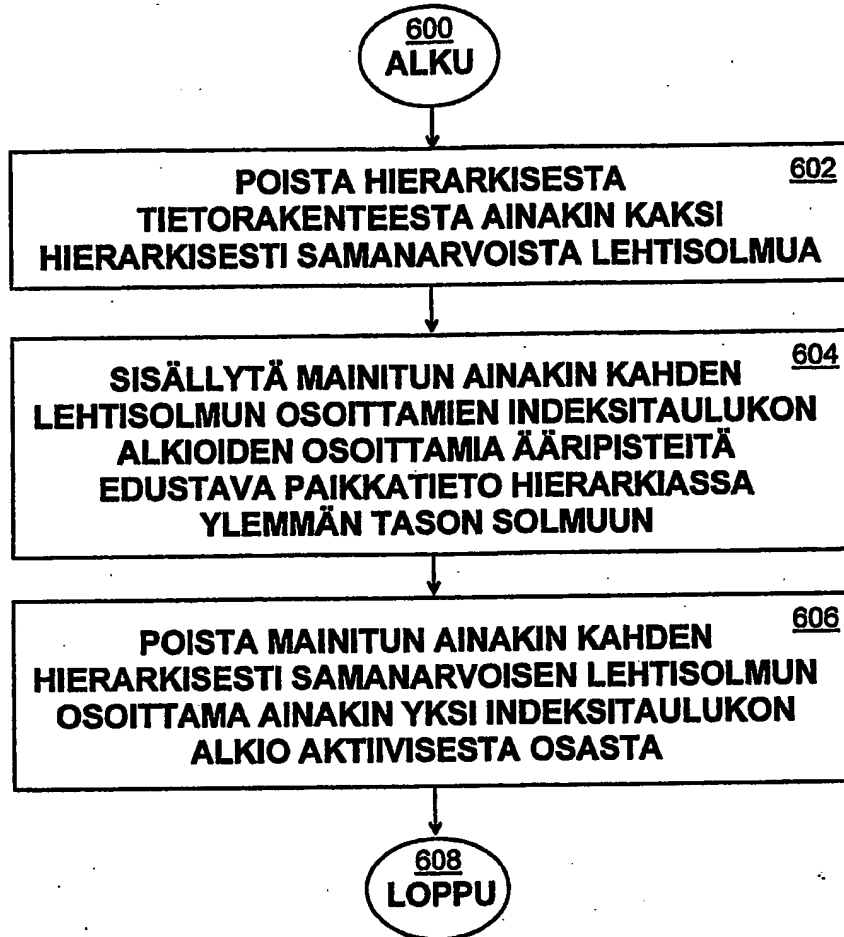 600
ALKU
602
POISTA HIERARKISESTA
TIETORAKENTEESTA AINAKIN KAKSI
HIERARKISESTI SAMANARVOISTA LEHTISOLMUA
604
SISÄLLYTÄ MAINITUN AINAKIN KAHDEN
LEHTISOLMUN OSOITTAMIEN INDEKSITAULUKON
ALKIOIDEN OSOITTAMIA ÄÄRIPISTEITÄ
EDUSTAVA PAIKKATIETO HIERARKIASSA
YLEMMÄN TASON SOLMUUN
606
POISTA MAINITUN AINAKIN KAHDEN
HIERARKISESTI SAMANARVOISEN LEHTISOLMUN
OSOITTAMA AINAKIN YKSI INDEKSITAULUKON
ALKIO AKTIIVISESTA OSASTA
608
LOPPU